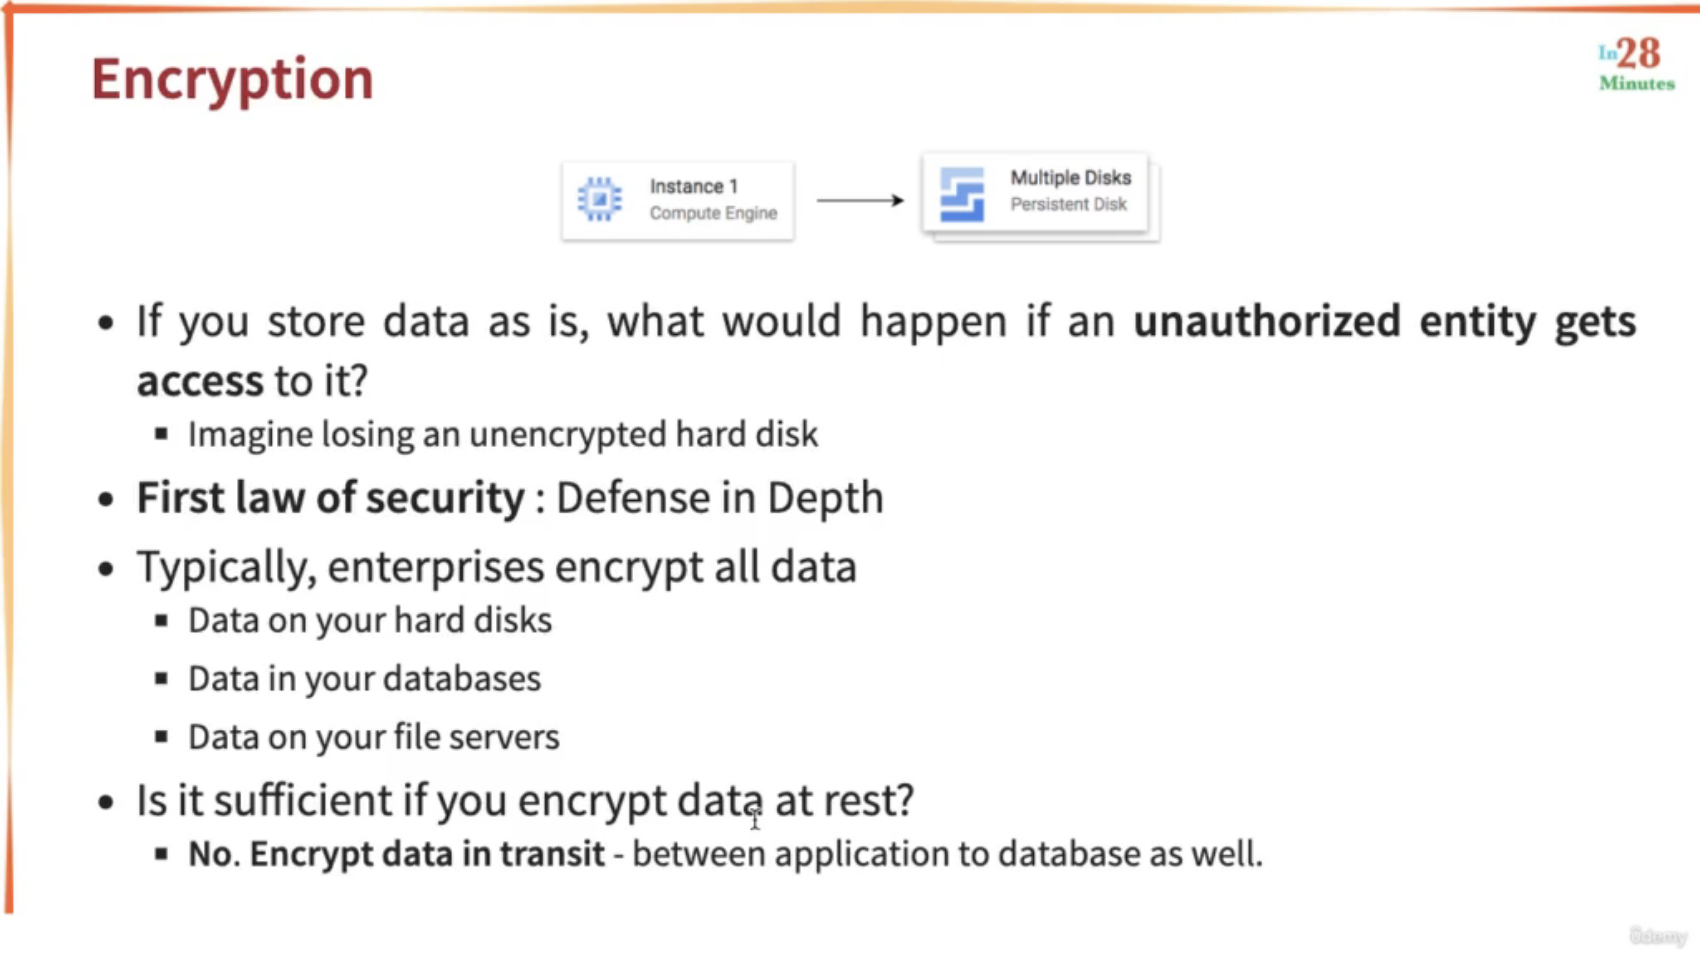 Encryption
In28
Minutes
Instance 1
Compute Engine
Multiple Disks
Persistent Disk
• If you store data as is, what would happen if an unauthorized entity gets
access to it?
▪ Imagine losing an unencrypted hard disk
• First law of security : Defense in Depth
• Typically, enterprises encrypt all data
▪ Data on your hard disks
▪ Data in your databases
▪ Data on your file servers
• Is it sufficient if you encrypt data at rest?
▪ No. Encrypt data in transit - between application to database as well.
ûdemy